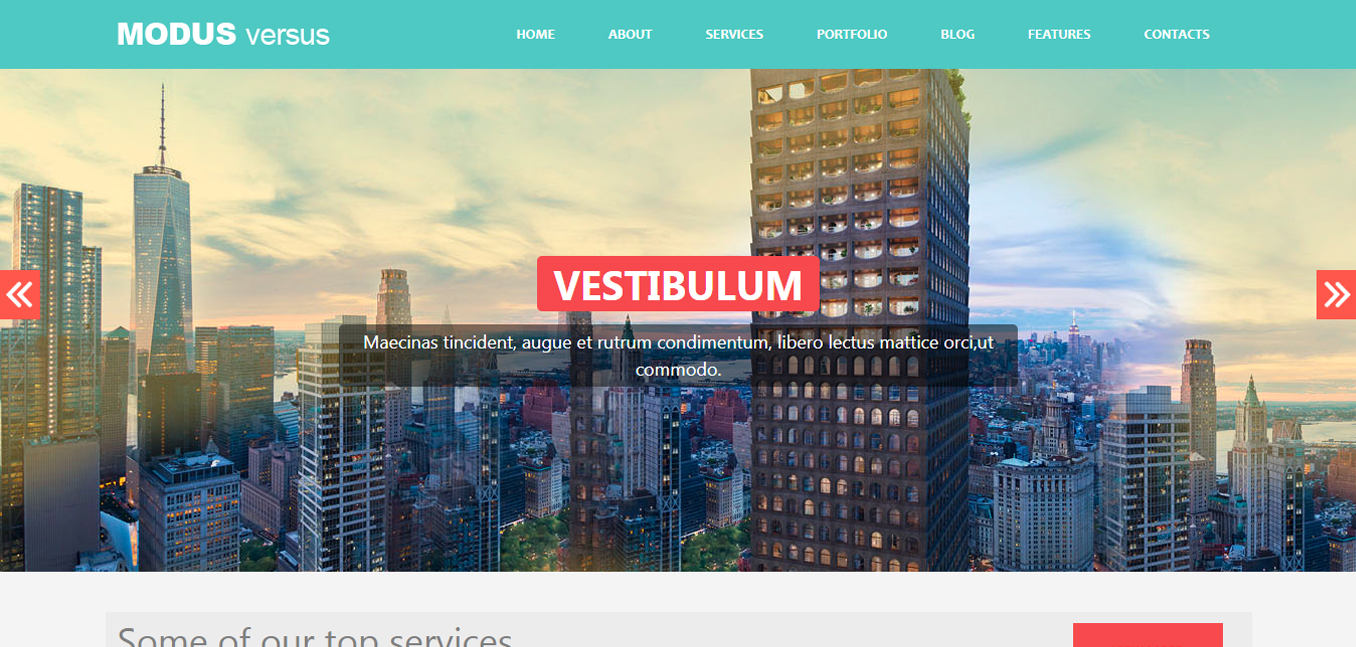 MODUS versus
HOME ABOUT SERVICES PORTFOLIO BLOG FEATURES CONTACTS
VESTIBULUM
Maecinas tincident, augue et rutrum condimentum, libero lectus mattice orci,ut
commodo.
Some of our top services